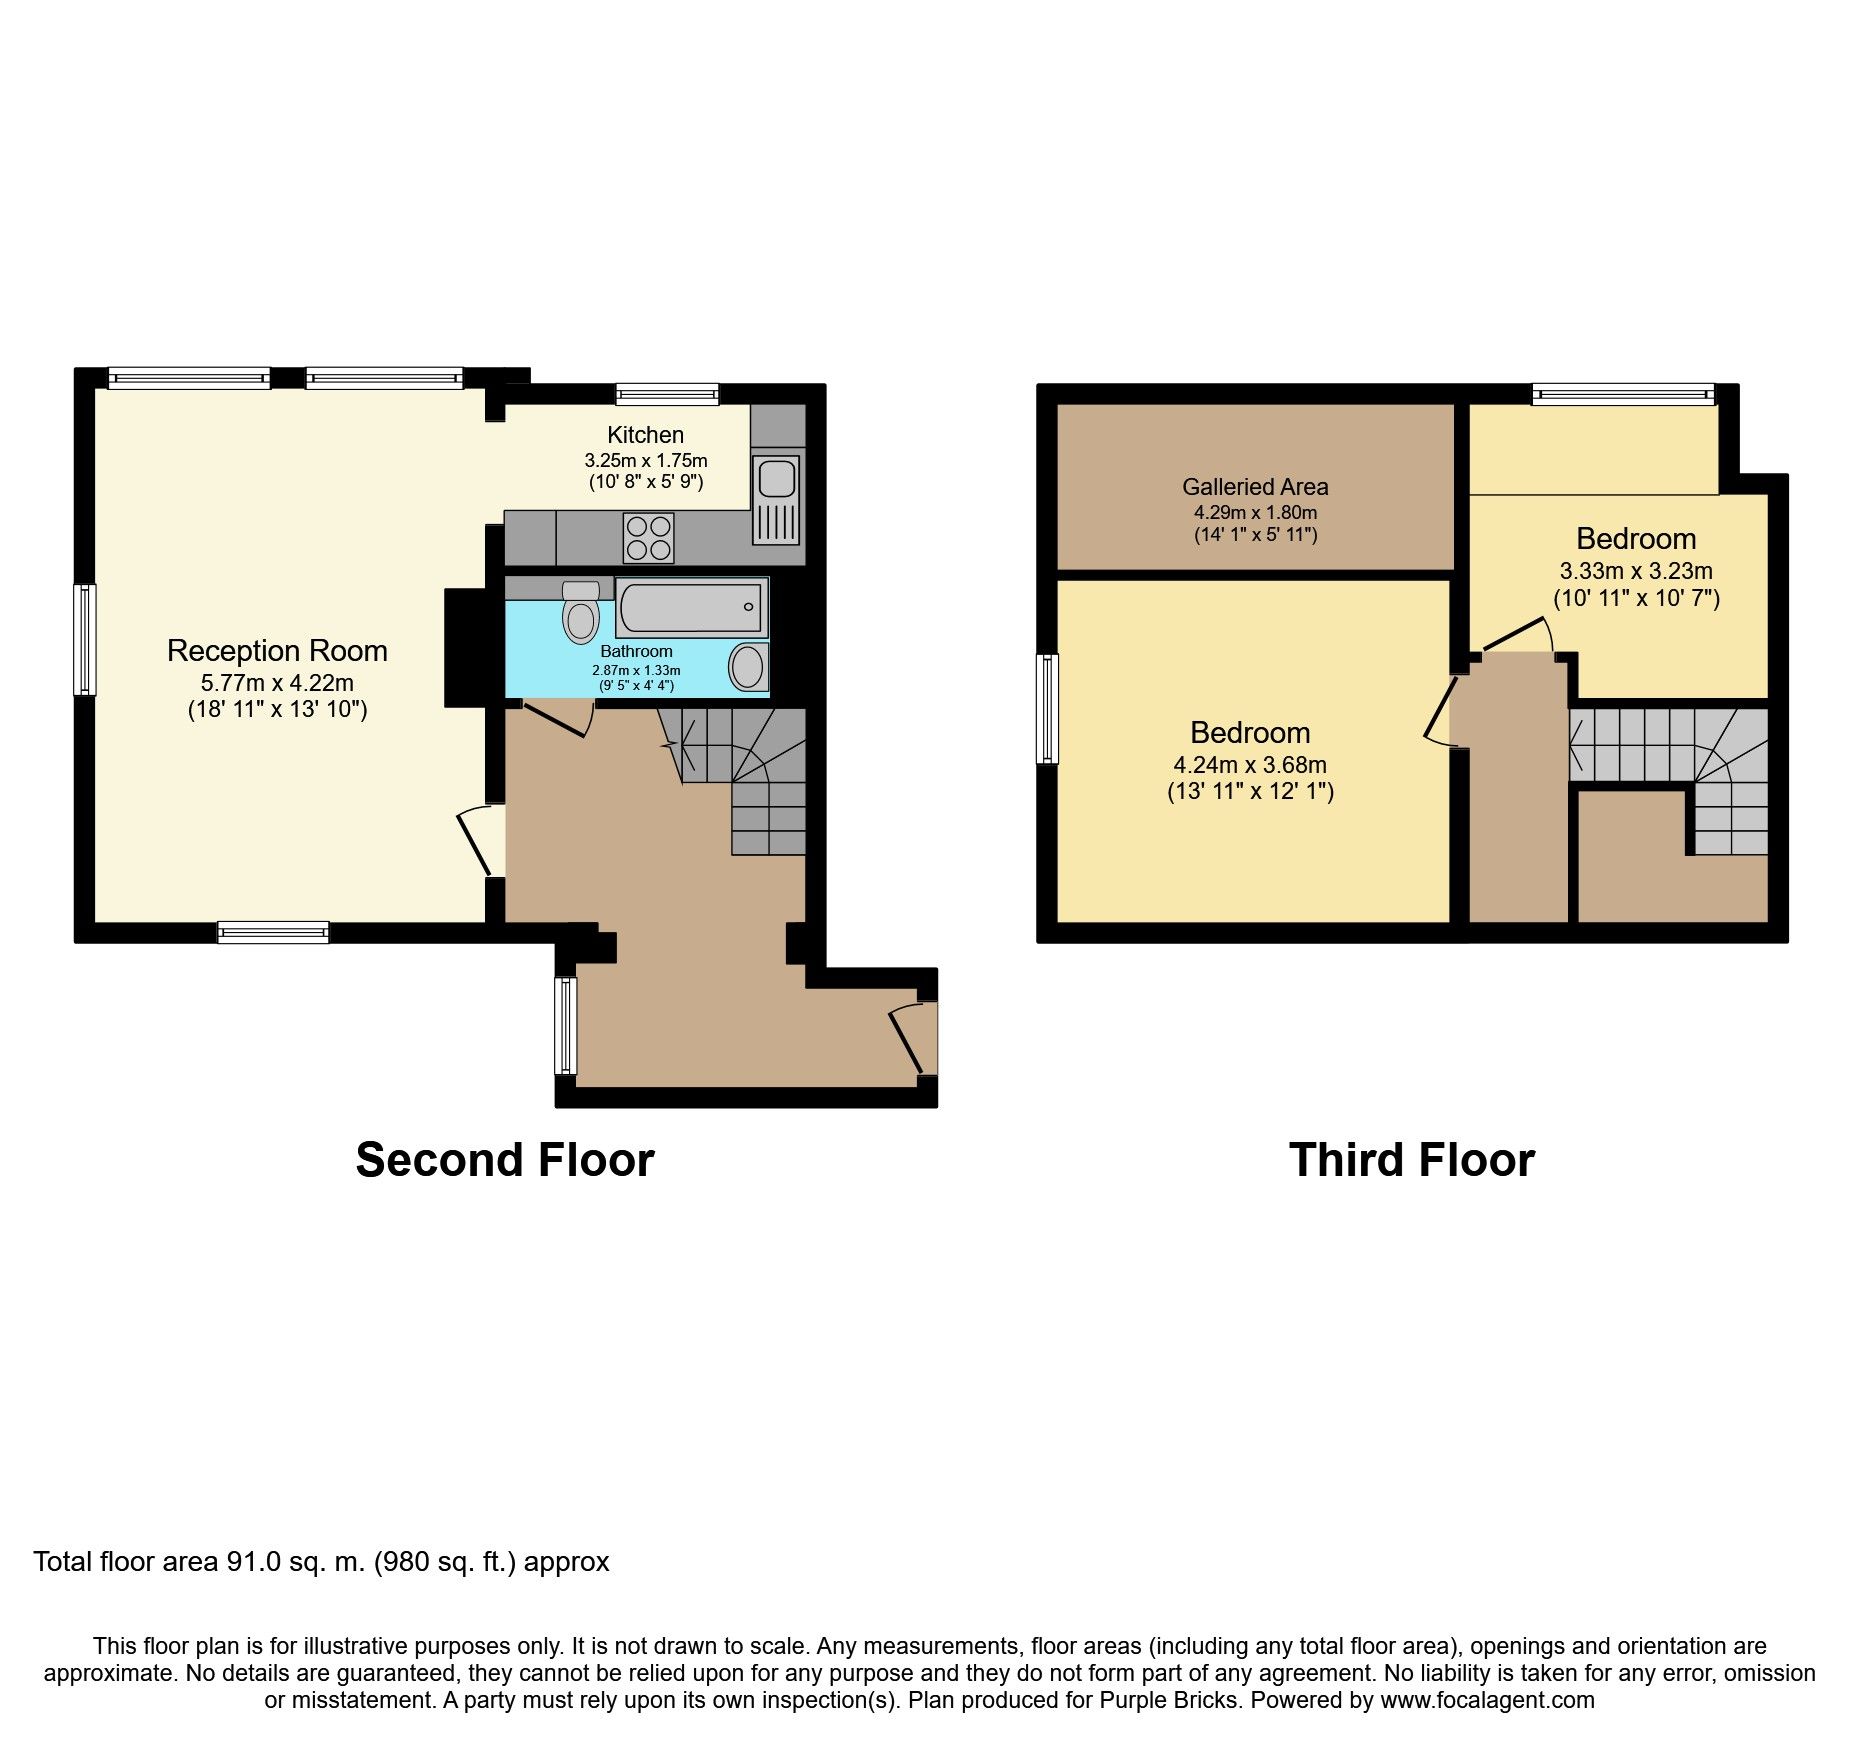 Kitchen
3.25m x 1.75m
(10' 8" x 5' 9")
Reception Room
5.77m x 4.22m
(18' 11" x 13' 10")
Bathroom
2.87m x 1.33m
(9' 5" x 4' 4")
Second Floor
Galleried Area
4.29m x 1.80m
(14' 1" x 5' 11")
Bedroom
3.33m x 3.23m
(10' 11" x 10' 7")
Bedroom
4.24m x 3.68m
(13' 11" x 12' 1")
Third Floor
Total floor area 91.0 sq. m. (980 sq. ft.) approx
This floor plan is for illustrative purposes only. It is not drawn to scale. Any measurements, floor areas (including any total floor area), openings and orientation are
approximate. No details are guaranteed, they cannot be relied upon for any purpose and they do not form part of any agreement. No liability is taken for any error, omission
or misstatement. A party must rely upon its own inspection(s). Plan produced for Purple Bricks. Powered by www.focalagent.com